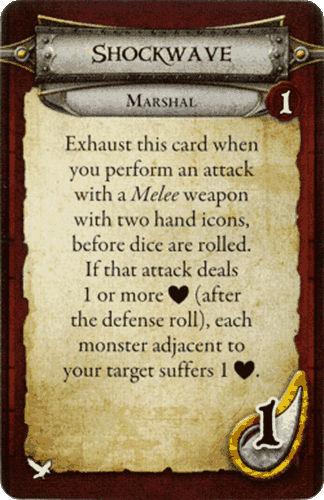 SHOCKWAVE
MARSHAL
1
Exhaust this card when
you perform an attack
with a Melee weapon
with two hand icons,
before dice are rolled.
If that attack deals
1 or more ♥ (after
the defense roll), each
monster adjacent to
your target suffers 1 ♥.
1